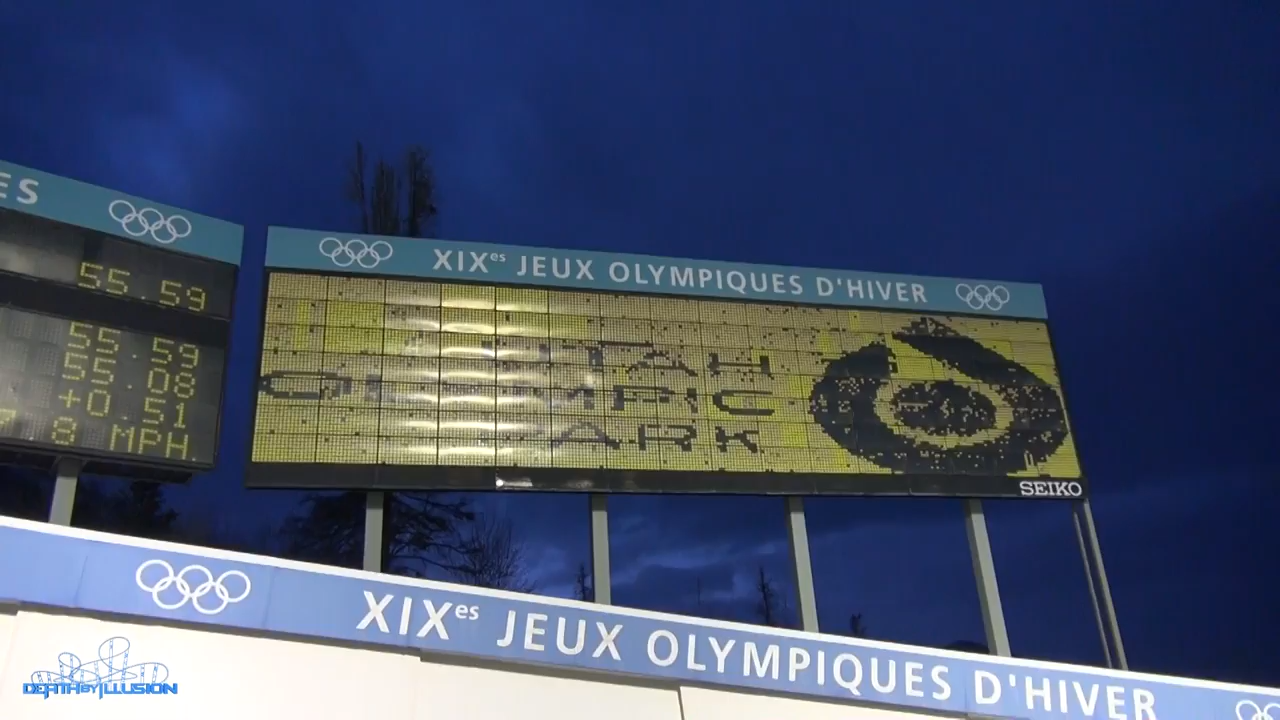 ES
55.59
55.59
55.08
+0.51
8 MPH
XIXes JEUX OLYMPIQUES D'HIVER
UTAH
OLYMPIC
PARK
SEIKO
XIXes JEUX OLYMPIQUES D'HIVER
DEATHBYILLUSION